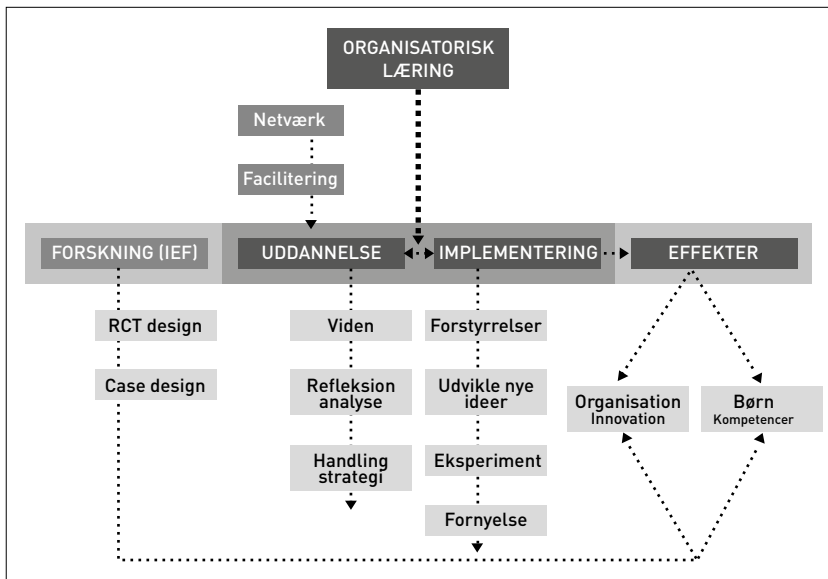 ORGANISATORISK
LÆRING
Netværk
Facilitering
FORSKNING (IEF)
UDDANNELSE
IMPLEMENTERING
EFFEKTER
RCT design
Case design
Viden
Refleksion
analyse
Handling
strategi
Forstyrrelser
Udvikle nye
ideer
Eksperiment
Fornyelse
Organisation
Innovation
Børn
Kompetencer